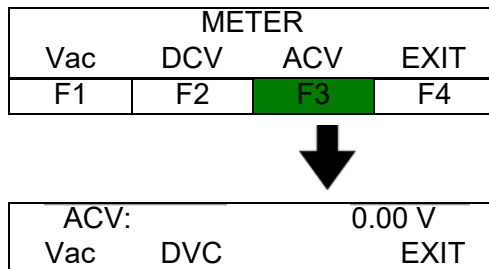 METER
Vac DCV ACV EXIT
F1 F2 F3 F4
ACV: 0.00 V
Vac DVC EXIT